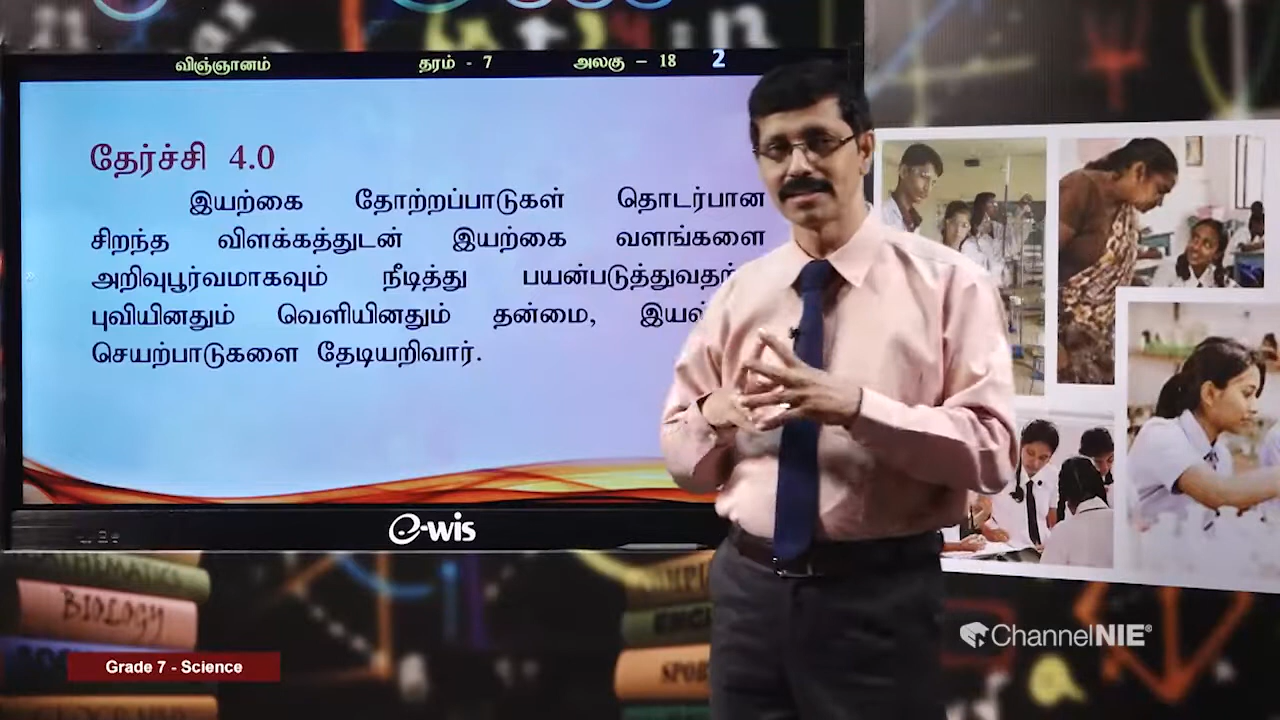 விஞ்ஞானம் தரம் - 7 அலகு – 18 2
தேர்ச்சி 4.0
இயற்கை தோற்றப்பாடுகள் தொடர்பான
சிறந்த விளக்கத்துடன் இயற்கை வளங்களை
அறிவுபூர்வமாகவும் நீடித்து
புவியினதும் வெளியினதும் தன்மை,
செயற்பாடுகளை தேடியறிவார்.
e-wis
MATHEMATICS
BIOLOGY
Grade 7 - Science
ChannelNIE